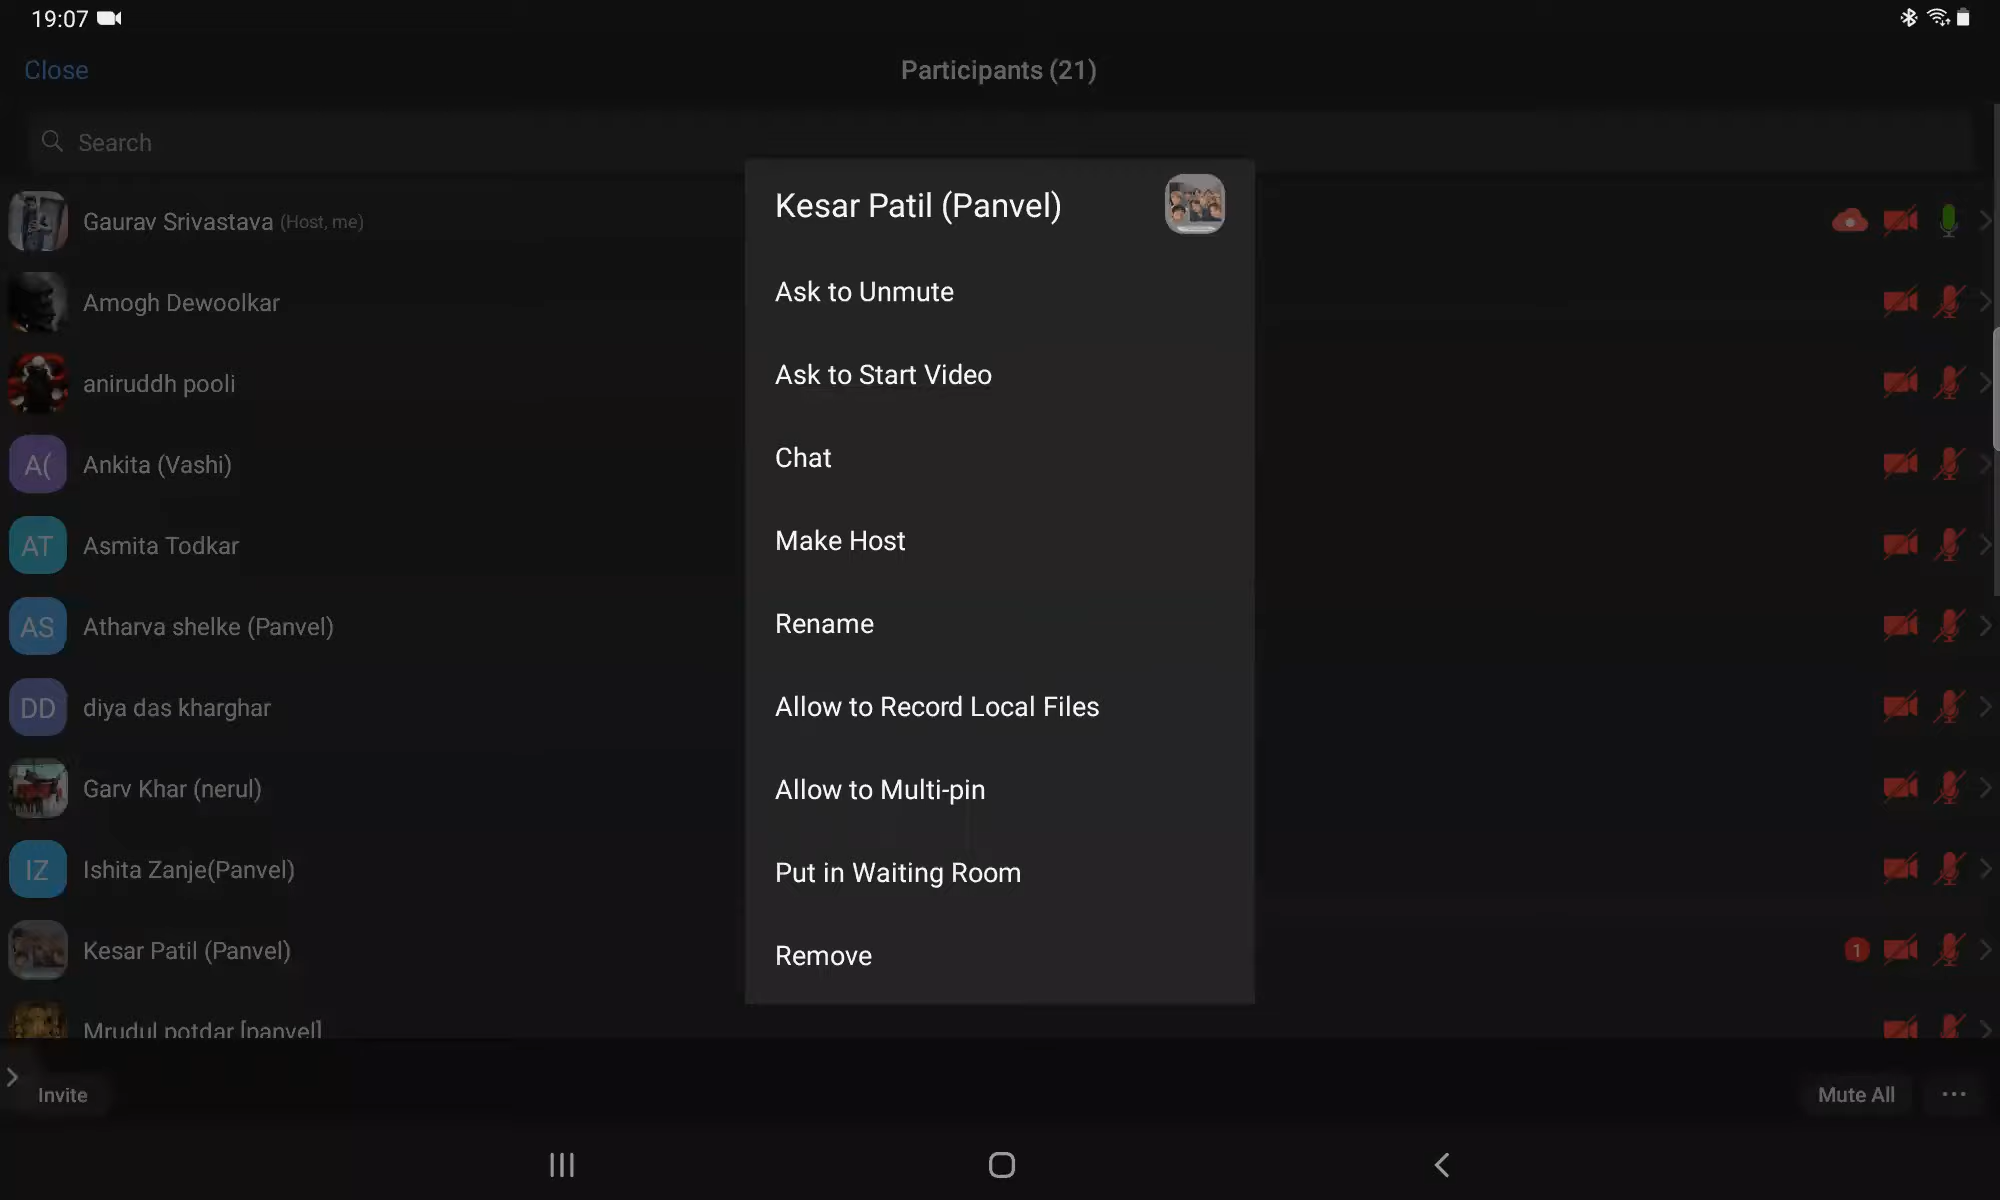 19:07
Close
Participants (21)
Search
Gaurav Srivastava (Host, me)
Amogh Dewoolkar
aniruddh pooli
A(
Ankita (Vashi)
AT
Asmita Todkar
AS
Atharva shelke (Panvel)
DD
diya das kharghar
Garv Khar (nerul)
IZ
Ishita Zanje(Panvel)
Kesar Patil (Panvel)
1
Mrudul potdar [panvel]
Kesar Patil (Panvel)
Ask to Unmute
Ask to Start Video
Chat
Make Host
Rename
Allow to Record Local Files
Allow to Multi-pin
Put in Waiting Room
Remove
Invite
Mute All